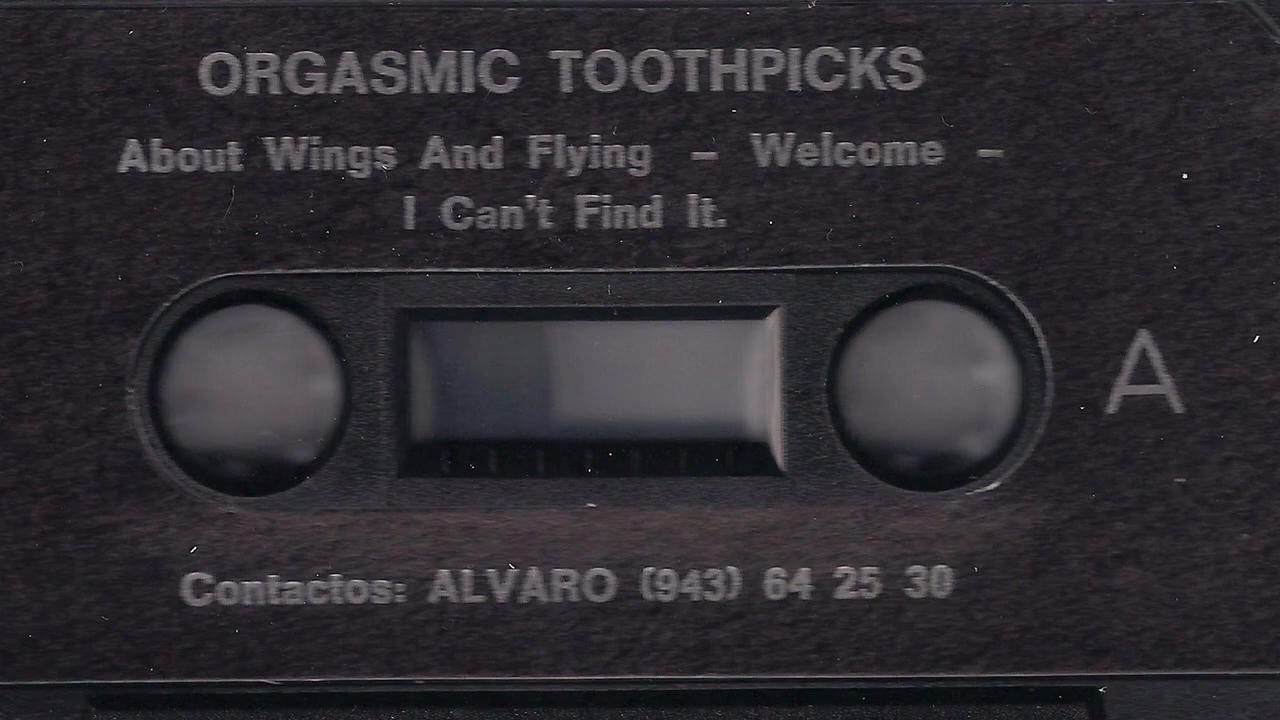 ORGASMIC TOOTHPICKS
About Wings And Flying – Welcome –
I Can't Find It.
A
Contactos: ALVARO (943) 64 25 30